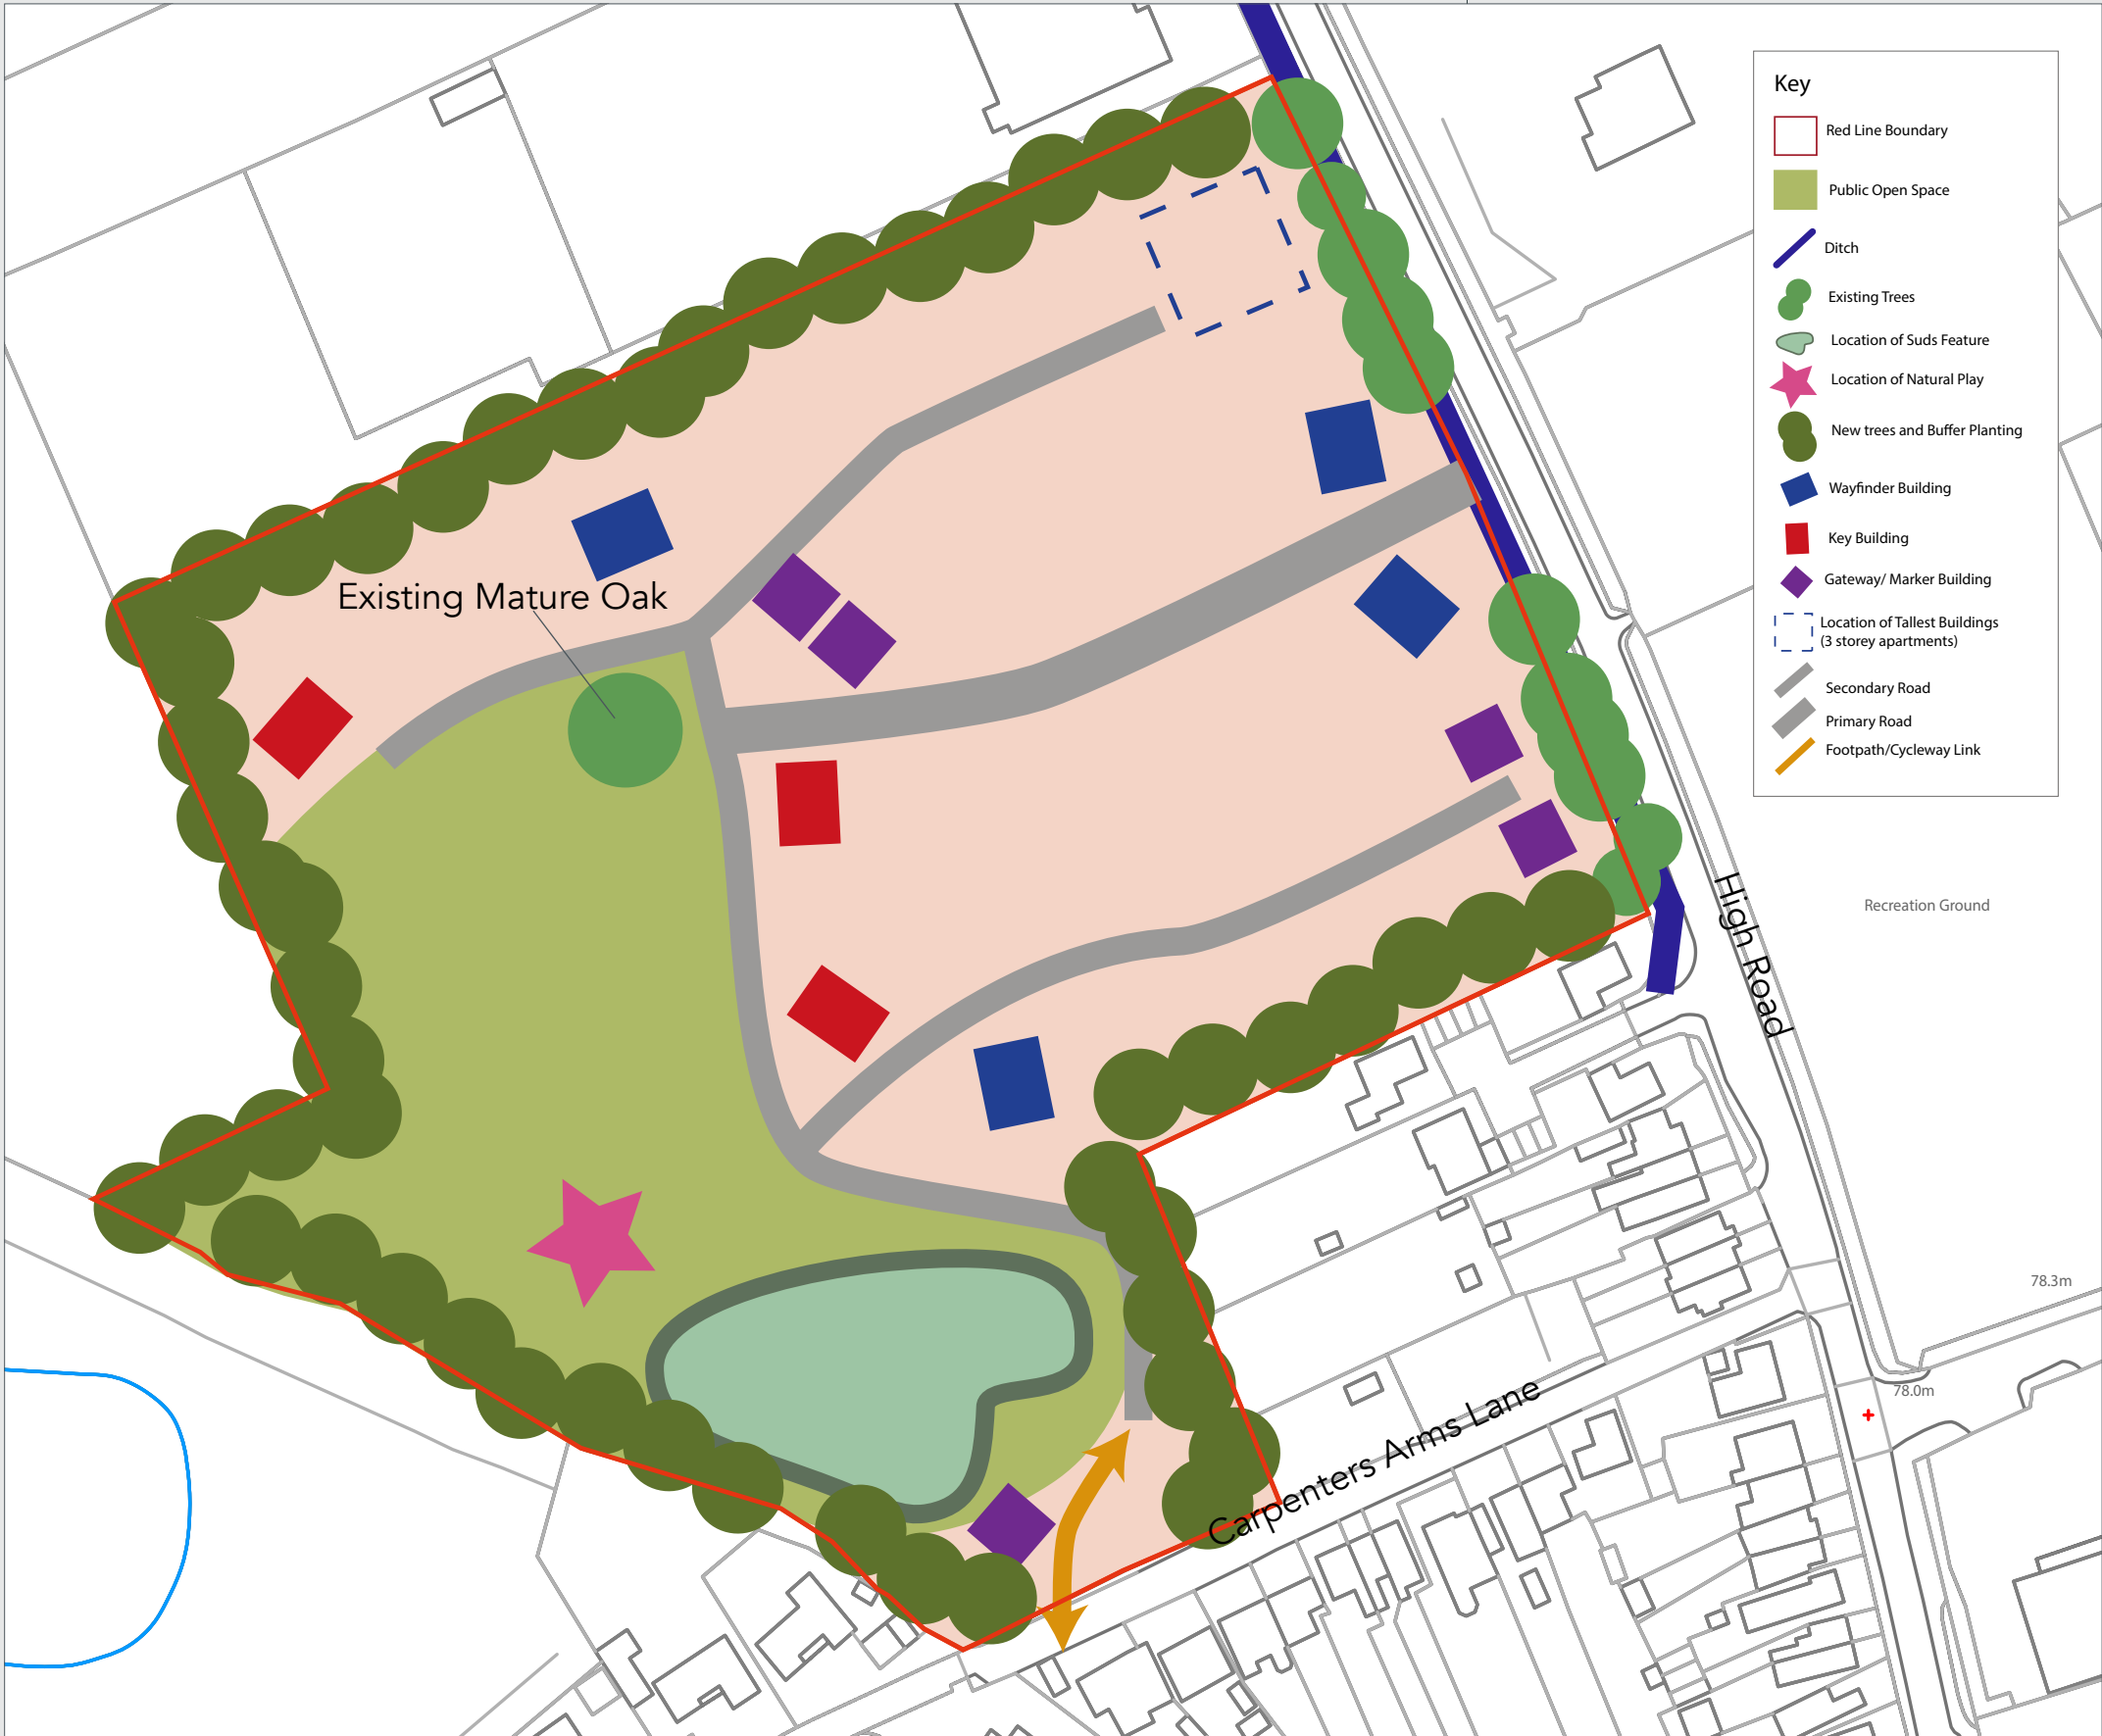 Key
Red Line Boundary
Public Open Space
Ditch
Existing Trees
Location of Suds Feature
Location of Natural Play
New trees and Buffer Planting
Wayfinder Building
Key Building
Gateway/ Marker Building
Location of Tallest Buildings
(3 storey apartments)
Secondary Road
Primary Road
Footpath/Cycleway Link
Existing Mature Oak
High Road
Recreation Ground
78.3m
78.0m
Carpenters Arms Lane